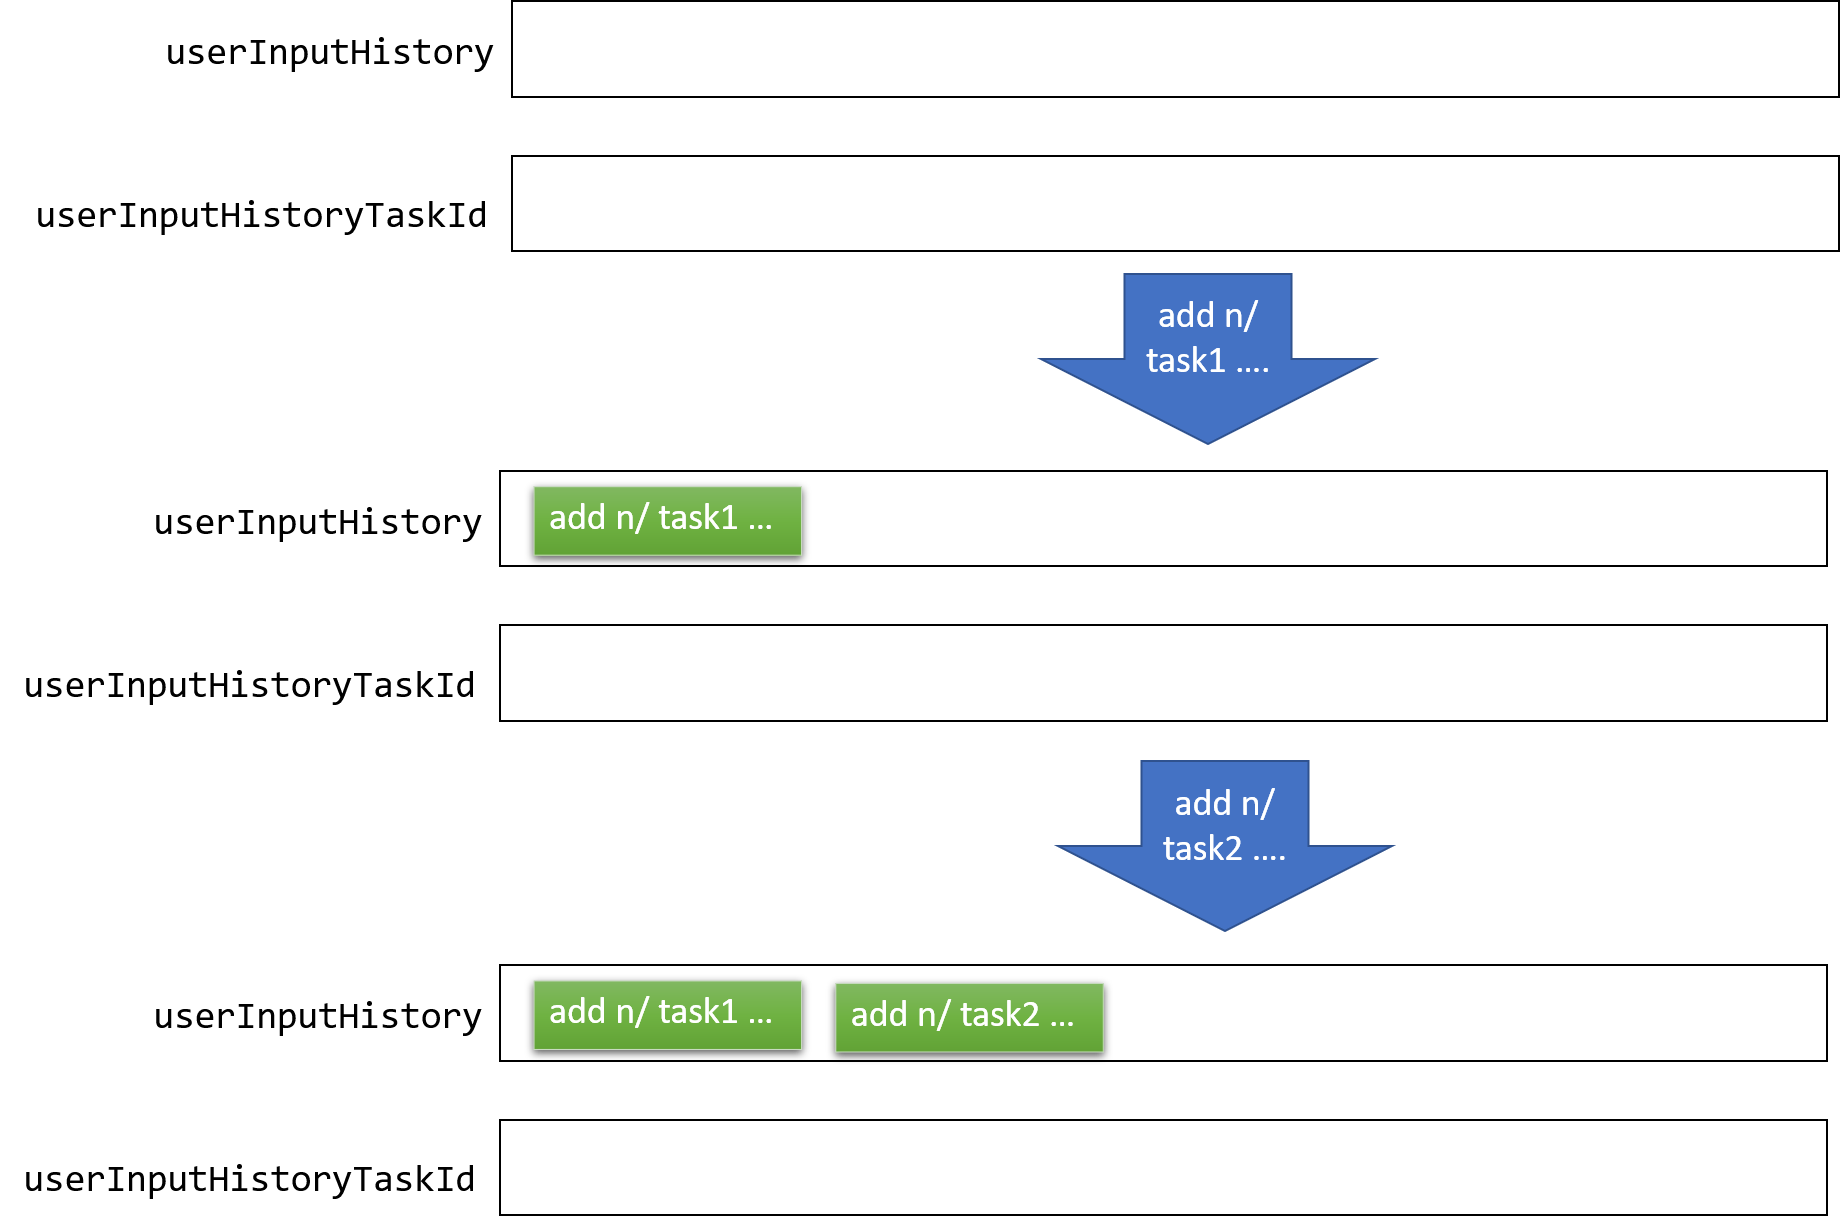 userInputHistory
userInputHistoryTaskId
add n/
task1 ....
userInputHistory
add n/ task1 ...
userInputHistoryTaskId
add n/
task2 ....
userInputHistory
add n/ task1 ...
add n/ task2 ...
userInputHistoryTaskId